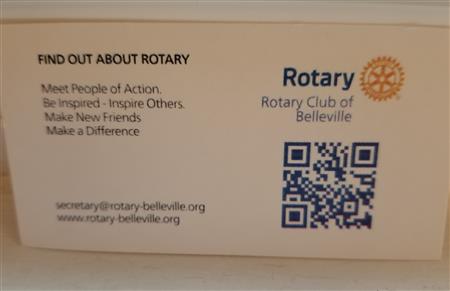 FIND OUT ABOUT ROTARY
Meet People of Action.
Be Inspired - Inspire Others.
Make New Friends
Make a Difference
secretary@rotary-belleville.org
www.rotary-belleville.org
Rotary
Rotary Club of
Belleville